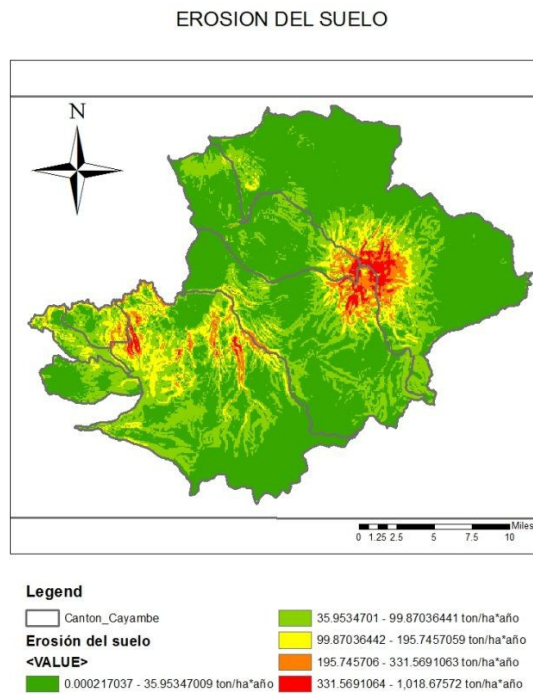 EROSION DEL SUELO
N
Miles
0 1.25 2.5 5 7.5 10
Legend
Canton_Cayambe
Erosión del suelo
<VALUE>
0.000217037 - 35.95347009 ton/ha*año
35.9534701 - 99.87036441 ton/ha*año
99.87036442 - 195.7457059 ton/ha*año
195.745706 - 331.5691063 ton/ha*año
331.5691064 - 1,018.67572 ton/ha*año